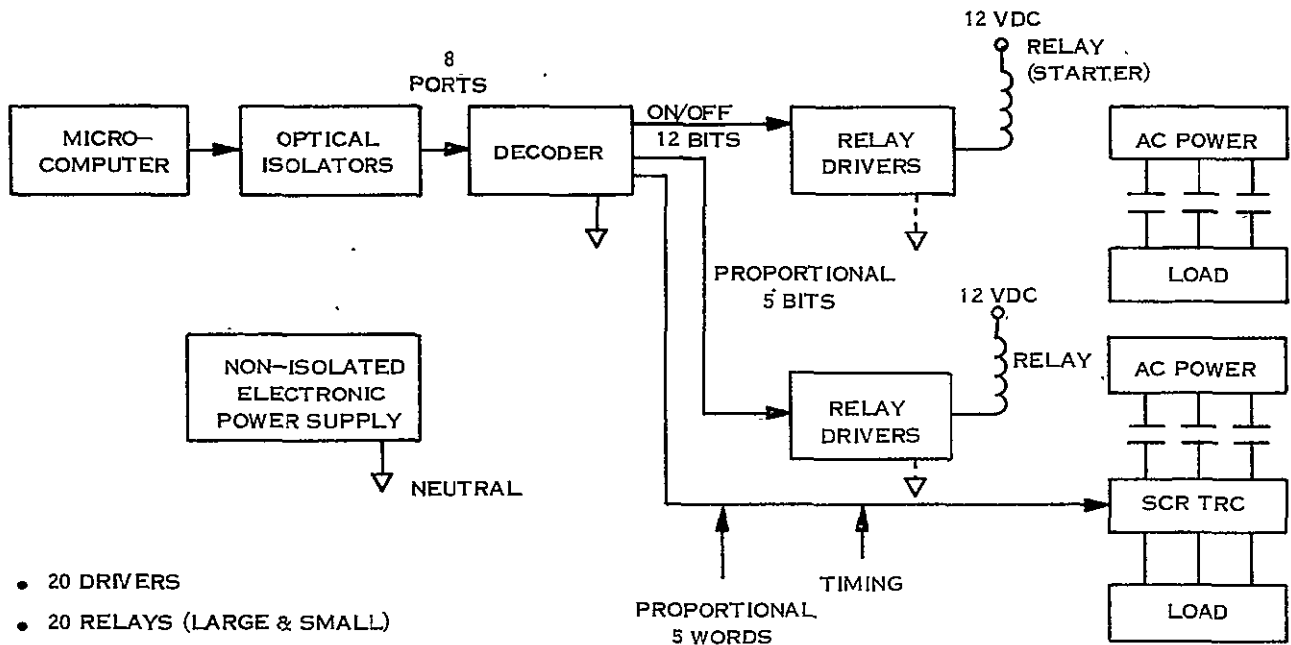 8
PORTS
MICRO–
COMPUTER
OPTICAL
ISOLATORS
DECODER
ON/OFF
12 BITS
RELAY
DRIVERS
12 VDC
RELAY
(STARTER)
AC POWER
LOAD
PROPORTIONAL
5 BITS
NON–ISOLATED
ELECTRONIC
POWER SUPPLY
NEUTRAL
RELAY
DRIVERS
12 VDC
RELAY
AC POWER
SCR TRC
LOAD
TIMING
PROPORTIONAL
5 WORDS
• 20 DRIVERS
• 20 RELAYS (LARGE & SMALL)